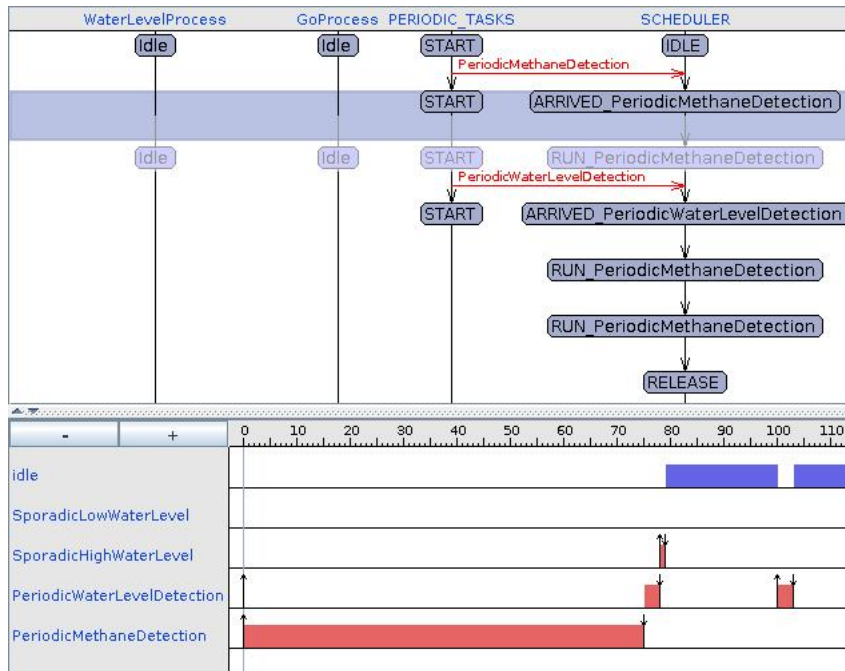 WaterLevelProcess GoProcess PERIODIC_TASKS SCHEDULER
Idle Idle START IDLE
PeriodicMethaneDetection
START ARRIVED_PeriodicMethaneDetection
Idle Idle START RUN_PeriodicMethaneDetection
PeriodicWaterLevelDetection
START ARRIVED_PeriodicWaterLevelDetection
RUN_PeriodicMethaneDetection
RUN_PeriodicMethaneDetection
RELEASE
- + 0 10 20 30 40 50 60 70 80 90 100 110
idle
SporadicLowWaterLevel
SporadicHighWaterLevel
PeriodicWaterLevelDetection
PeriodicMethaneDetection